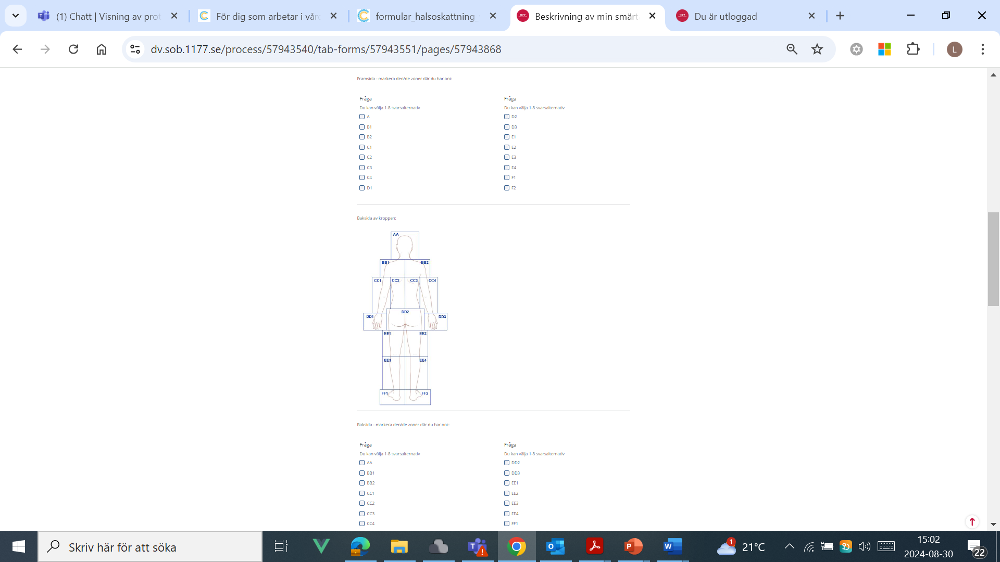 (1) Chatt | Visning av prot
För dig som arbetar i vård
formular_halsoskattning_
Beskrivning av min smärt
Du är utloggad
dv.sob.1177.se/process/57943540/tab-forms/57943551/pages/57943868
L
Framsida - markera den/de zoner där du har ont:
Fråga
Du kan välja 1-8 svarsalternativ
A
B1
B2
C1
C2
C3
C4
D1
Fråga
Du kan välja 1-8 svarsalternativ
D2
D3
E1
E2
E3
E4
F1
F2
Baksida av kroppen:
AA
BB1 BB2
CC1 CC2 CC3 CC4
DD1 DD2 DD3
EE1 EE2
EE3 EE4
FF1 FF2
Baksida - markera den/de zoner där du har ont:
Fråga
Du kan välja 1-8 svarsalternativ
AA
BB1
BB2
CC1
CC2
CC3
CC4
Fråga
Du kan välja 1-8 svarsalternativ
DD2
DD3
EE1
EE2
EE3
EE4
FF1
Skriv här för att söka
1
21°C
15:02
2024-08-30
22